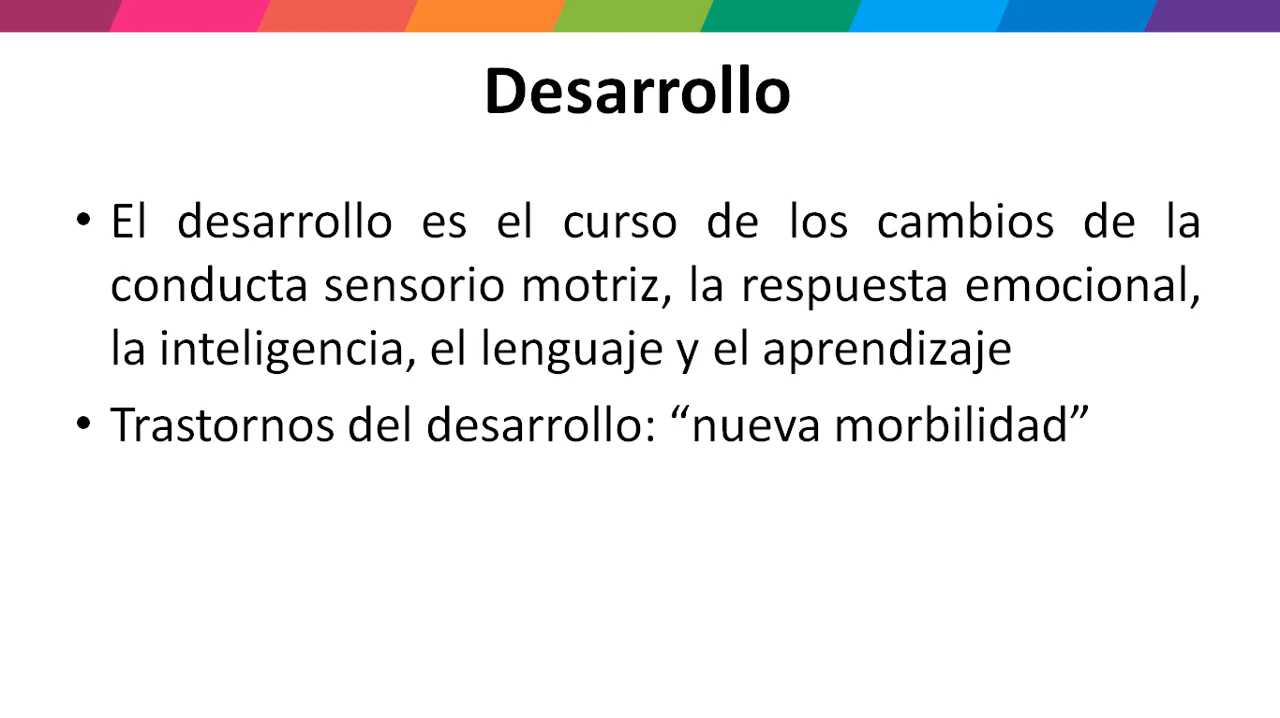 Desarrollo
• El desarrollo es el curso de los cambios de la
conducta sensorio motriz, la respuesta emocional,
la inteligencia, el lenguaje y el aprendizaje
• Trastornos del desarrollo: “nueva morbilidad”